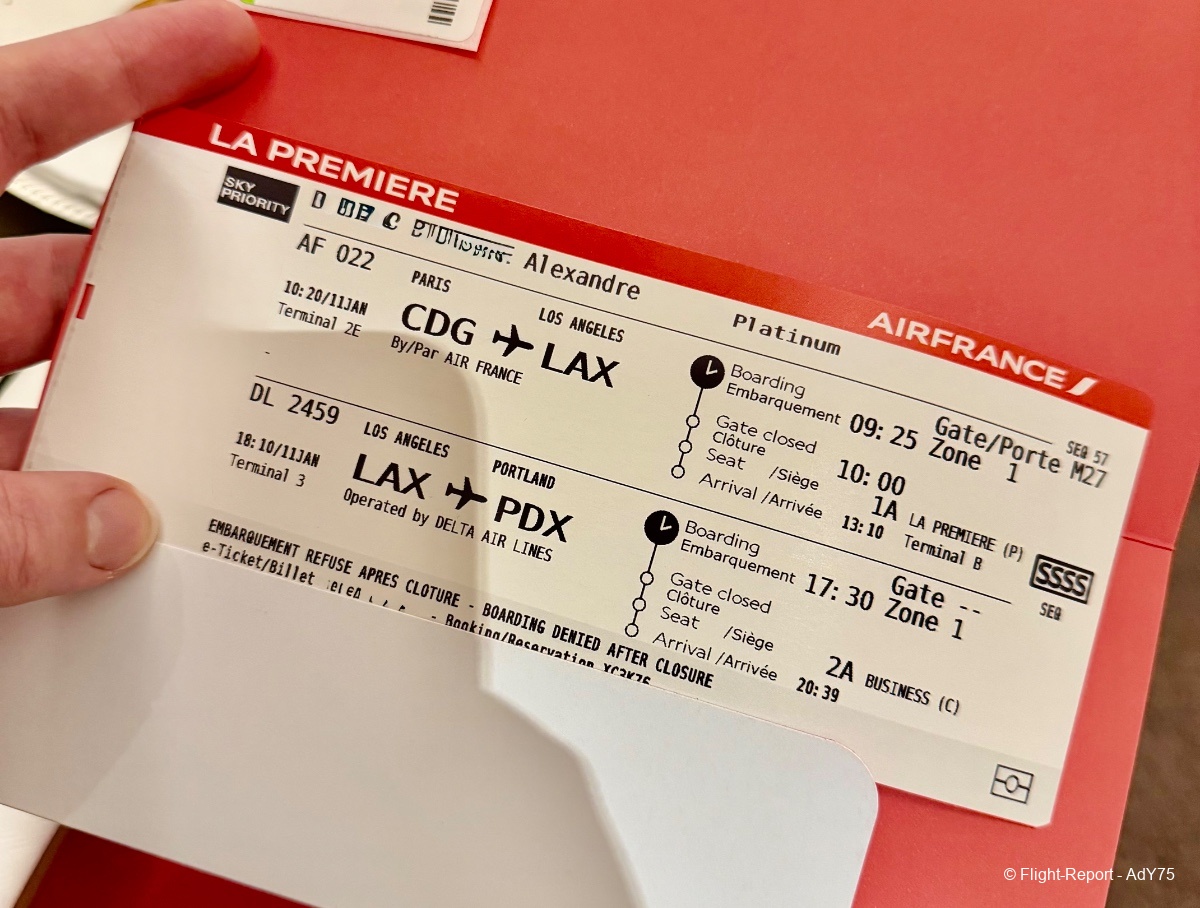 LA PREMIERE
SKY
PRIORITY
Alexandre
Platinum
AIRFRANCE
AF 022
PARIS
LOS ANGELES
10:20/11JAN
Terminal 2E
CDG LAX
By/Par AIR FRANCE
Boarding
Embarquement 09:25
Gate/Porte M27
Zone 1
SEQ 57
Gate closed
Clôture 10:00
Seat /Siège 1A LA PREMIERE (P)
Arrival /Arrivée 13:10 Terminal B
-
DL 2459
LOS ANGELES
PORTLAND
18:10/11JAN
Terminal 3
LAX PDX
Operated by DELTA AIR LINES
SSSS
SEQ
Boarding
Embarquement 17:30
Gate --
Zone 1
Gate closed
Clôture
Seat /Siège 2A BUSINESS (C)
Arrival /Arrivée 20:39
EMBARQUEMENT REFUSE APRES CLOTURE - BOARDING DENIED AFTER CLOSURE
e-Ticket/Billet - Booking/Reservation
© Flight-Report - AdY75